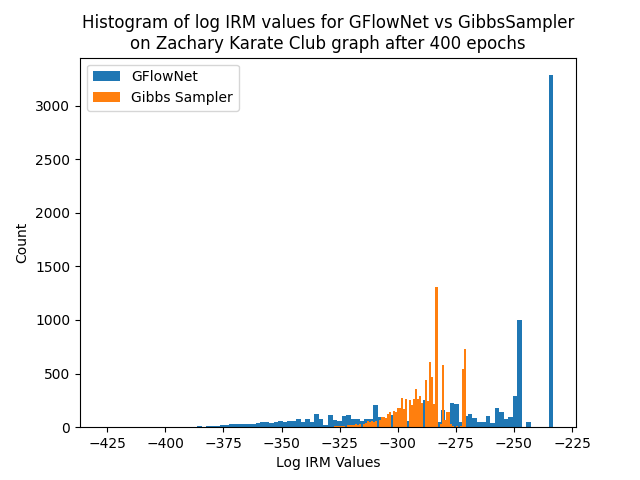 Histogram of log IRM values for GFlowNet vs GibbsSampler
on Zachary Karate Club graph after 400 epochs
GFlowNet
Gibbs Sampler
Count
3000
2500
2000
1500
1000
500
0
−425
−400
−375
−350
−325
−300
−275
−250
−225
Log IRM Values